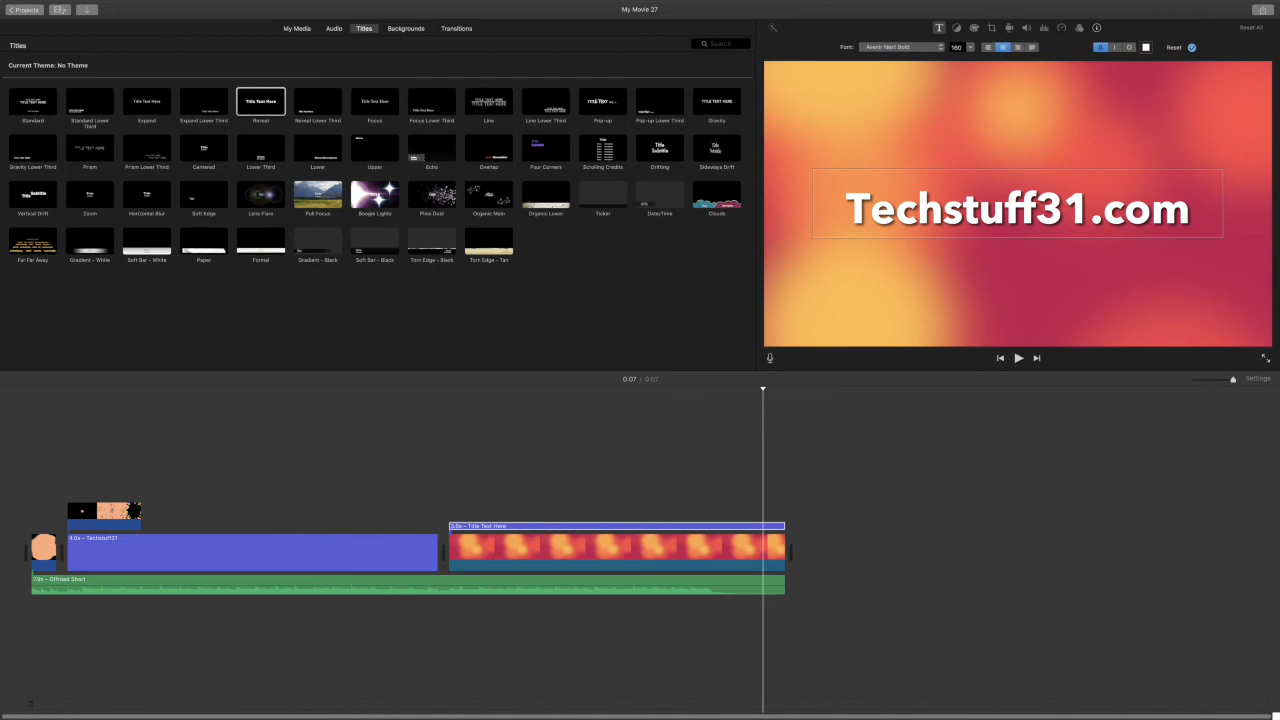 Projects
My Movie 27
My Media Audio Titles Backgrounds Transitions
Reset All
Titles
Search
Font: Avenir Next Bold 160 B I O Reset
Current Theme: No Theme
Standard
Standard Lower Third
Expand
Expand Lower Third
Reveal
Reveal Lower Third
Focus
Focus Lower Third
Line
Line Lower Third
Pop-up
Pop-up Lower Third
Gravity
Gravity Lower Third
Prism
Prism Lower Third
Centered
Lower Third
Lower
Upper
Echo
Overlap
Four Corners
Scrolling Credits
Drifting
Sideways Drift
Vertical Drift
Zoom
Horizontal Blur
Soft Edge
Lens Flare
Pull Focus
Boogie Lights
Pixie Dust
Organic Main
Organic Lower
Ticker
Date/Time
Clouds
Far Far Away
Gradient - White
Soft Bar - White
Paper
Formal
Gradient - Black
Soft Bar - Black
Torn Edge - Black
Torn Edge - Tan
Techstuff31.com
0:07 / 0:07
Settings
3.6s – Title Text Here
4.0s – Techstuff31
7.9s – Offroad Short